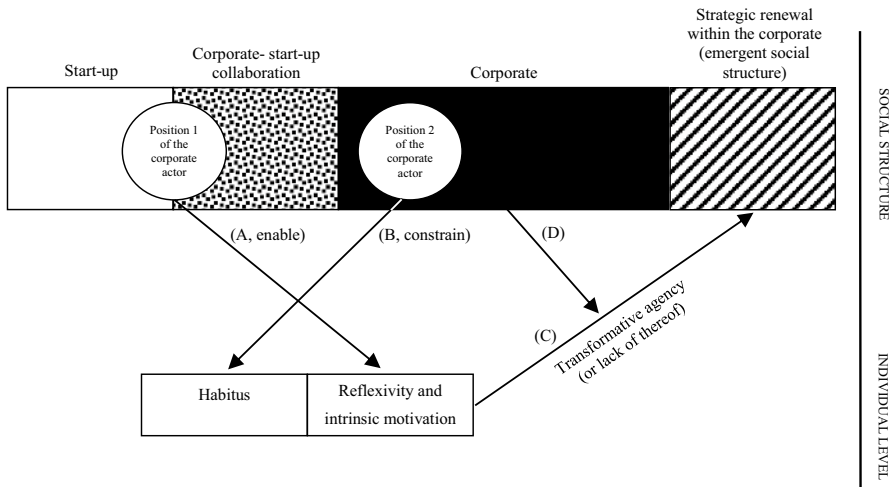 Start-up
Corporate- start-up
collaboration
Corporate
Strategic renewal
within the corporate
(emergent social
structure)
Position 1
of the
corporate
actor
Position 2
of the
corporate
actor
(A, enable)
(B, constrain)
(D)
(C)
Transformative agency
(or lack of thereof)
Habitus
Reflexivity and
intrinsic motivation
SOCIAL STRUCTURE
INDIVIDUAL LEVEL